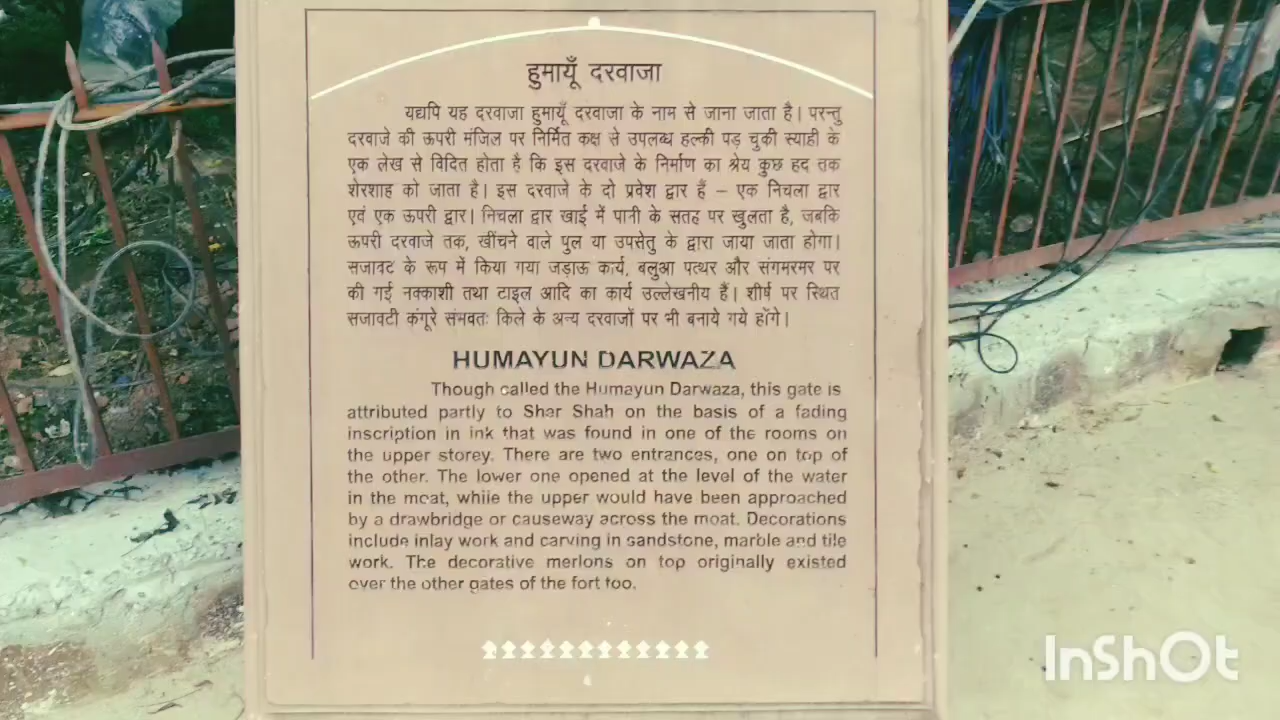 हुमायूँ दरवाजा
यद्यपि यह दरवाजा हुमायूँ दरवाजा के नाम से जाना जाता है। परन्तु
दरवाजे की ऊपरी मंजिल पर निर्मित कक्ष से उपलब्ध हल्की पड़ चुकी स्याही के
एक लेख से विदित होता है कि इस दरवाजे के निर्माण का श्रेय कुछ हद तक
शेरशाह को जाता है। इस दरवाजे के दो प्रवेश द्वार हैं – एक निचला द्वार
एवं एक ऊपरी द्वार। निचला द्वार खाई में पानी के सतह पर खुलता है, जबकि
ऊपरी दरवाजे तक, खींचने वाले पुल या उपसेतु के द्वारा जाया जाता होगा।
सजावट के रूप में किया गया जड़ाऊ कार्य, बलुआ पत्थर और संगमरमर पर
की गई नक्काशी तथा टाइल आदि का कार्य उल्लेखनीय हैं। शीर्ष पर स्थित
सजावटी कंगूरे संभवतः किले के अन्य दरवाजों पर भी बनाये गये होंगे।
HUMAYUN DARWAZA
Though called the Humayun Darwaza, this gate is
attributed partly to Sher Shah on the basis of a fading
inscription in ink that was found in one of the rooms on
the upper storey. There are two entrances, one on top of
the other. The lower one opened at the level of the water
in the moat, while the upper would have been approached
by a drawbridge or causeway across the moat. Decorations
include inlay work and carving in sandstone, marble and tile
work. The decorative merlons on top originally existed
over the other gates of the fort too.
InShOt